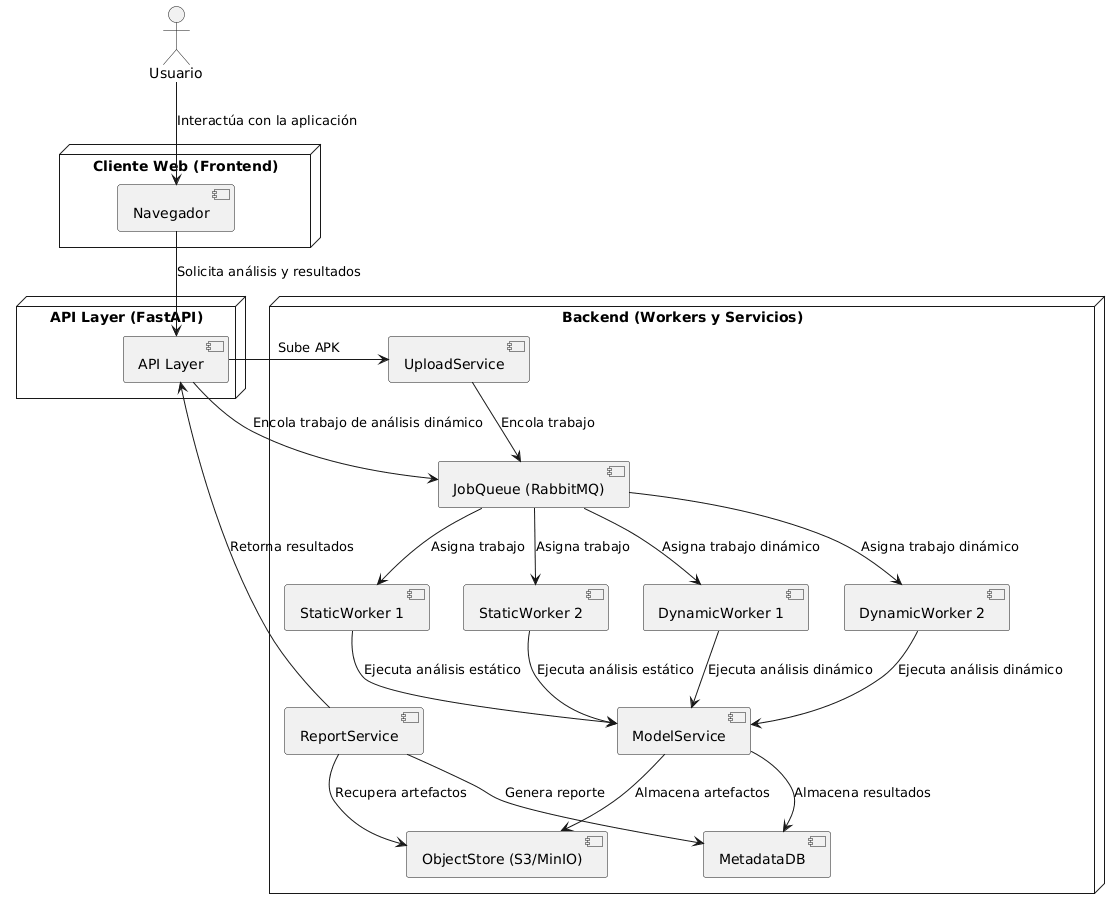 Usuario
Interactúa con la aplicación
Cliente Web (Frontend)
Navegador
Solicita análisis y resultados
API Layer (FastAPI)
Backend (Workers y Servicios)
API Layer
Sube APK
UploadService
Encola trabajo de análisis dinámico
Encola trabajo
JobQueue (RabbitMQ)
Retorna resultados
Asigna trabajo
Asigna trabajo
Asigna trabajo dinámico
Asigna trabajo dinámico
StaticWorker 1
StaticWorker 2
DynamicWorker 1
DynamicWorker 2
Ejecuta análisis estático
Ejecuta análisis estático
Ejecuta análisis dinámico
Ejecuta análisis dinámico
ReportService
ModelService
Recupera artefactos
Genera reporte
Almacena artefactos
Almacena resultados
ObjectStore (S3/MinIO)
MetadataDB